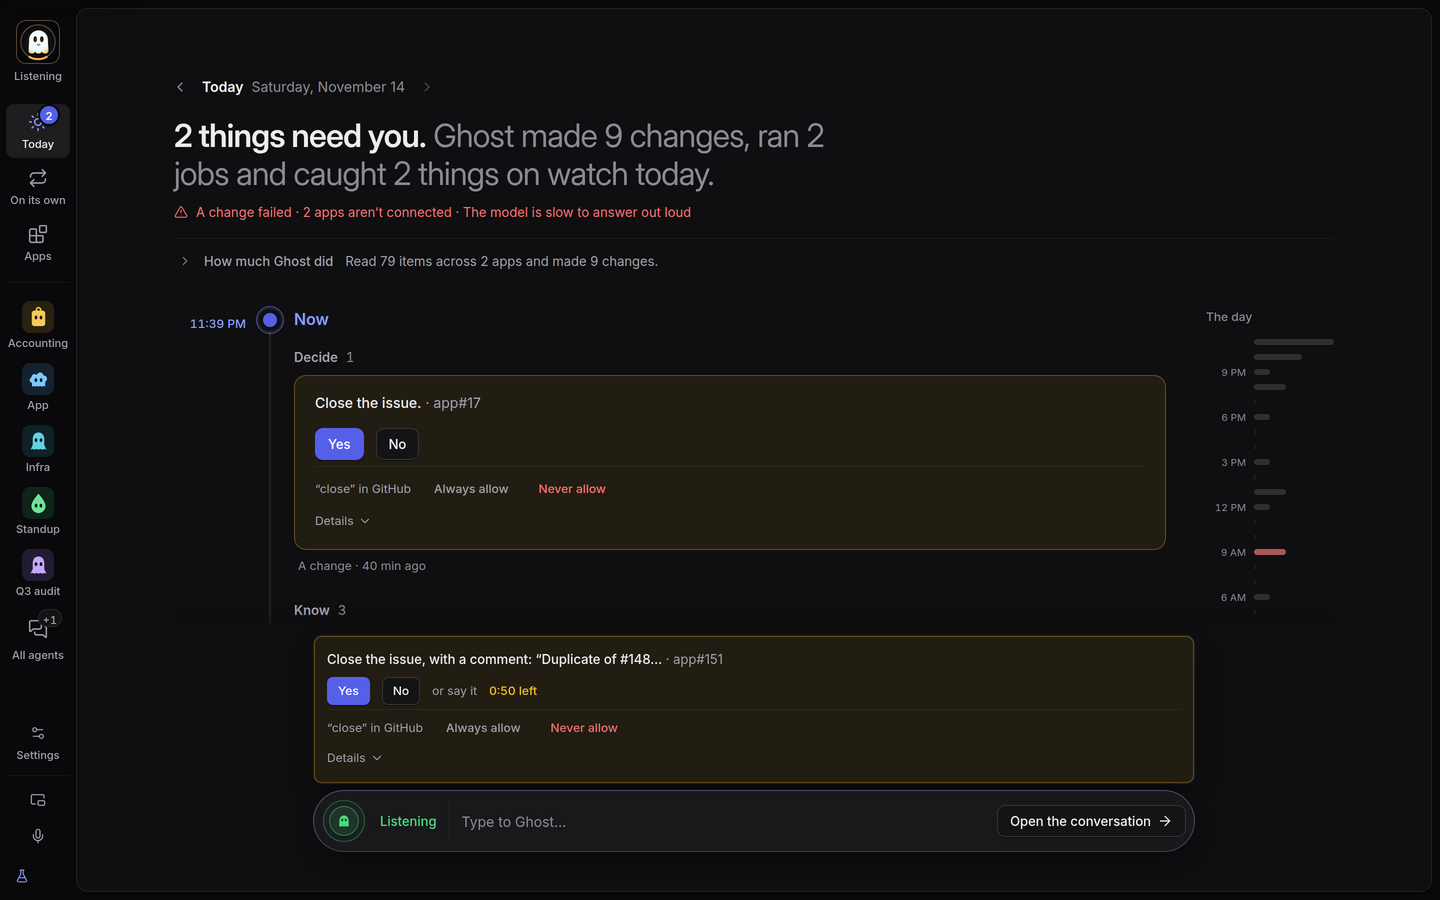 Listening
2
Today
On its own
Apps
Accounting
App
Infra
Standup
Q3 audit
+1
All agents
Settings
Today Saturday, November 14
2 things need you. Ghost made 9 changes, ran 2
jobs and caught 2 things on watch today.
A change failed · 2 apps aren’t connected · The model is slow to answer out loud
How much Ghost did Read 79 items across 2 apps and made 9 changes.
11:39 PM Now
Decide 1
Close the issue. · app#17
Yes No
“close” in GitHub Always allow Never allow
Details
A change · 40 min ago
Know 3
The day
9 PM
6 PM
3 PM
12 PM
9 AM
6 AM
Close the issue, with a comment: “Duplicate of #148… · app#151
Yes No or say it 0:50 left
“close” in GitHub Always allow Never allow
Details
Listening Type to Ghost… Open the conversation